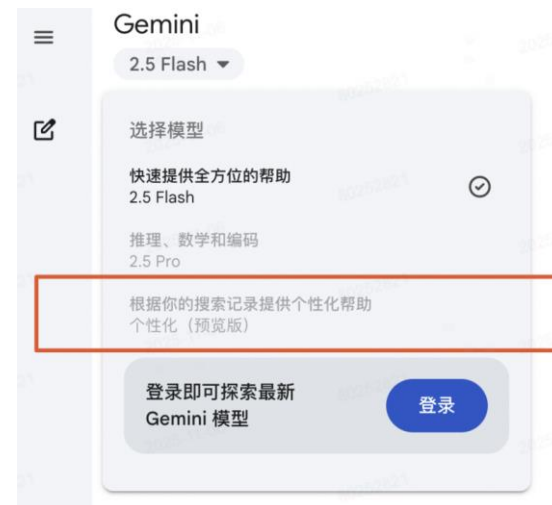 Gemini
2.5 Flash
选择模型
快速提供全方位的帮助
2.5 Flash
推理、数学和编码
2.5 Pro
根据你的搜索记录提供个性化帮助
个性化（预览版）
登录即可探索最新
Gemini 模型
登录